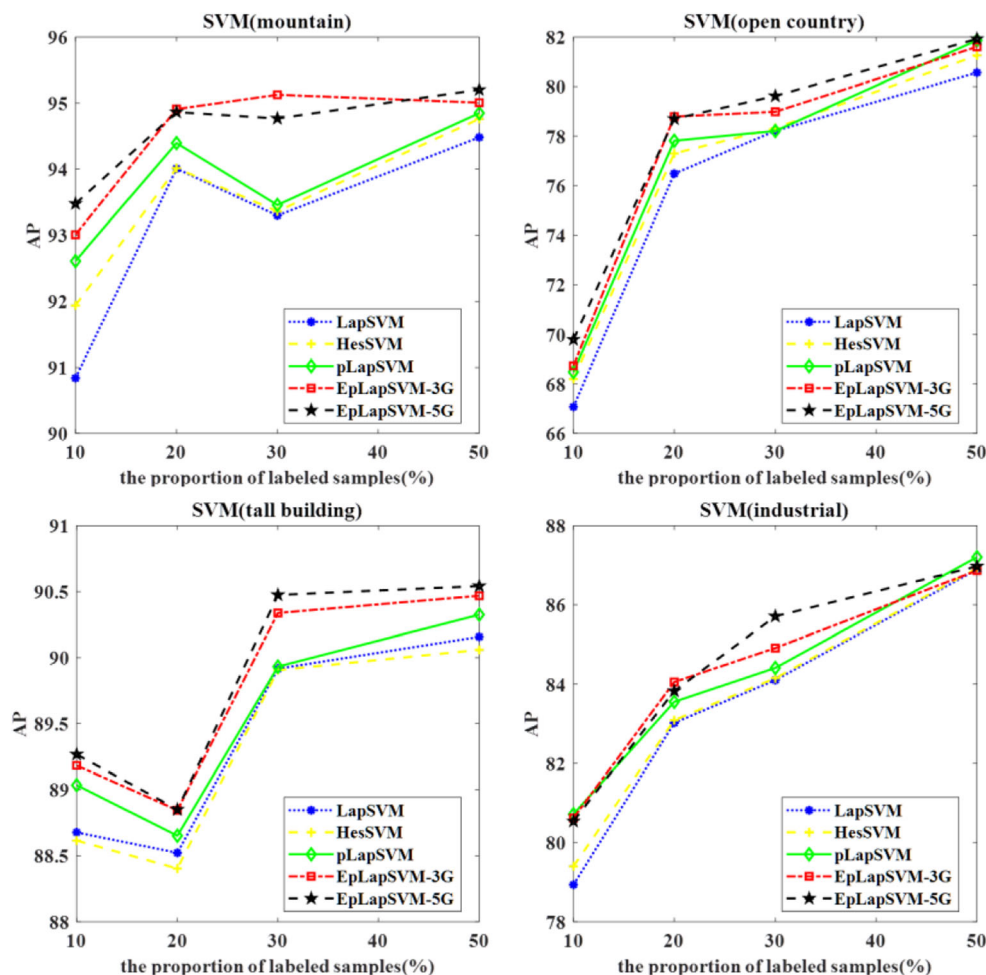 SVM(mountain)
96
95
94
93
92
91
90
AP
LapSVM
HesSVM
pLapSVM
EpLapSVM-3G
EpLapSVM-5G
10 20 30 40 50
the proportion of labeled samples(%)
SVM(open country)
82
80
78
76
74
72
70
68
66
AP
LapSVM
HesSVM
pLapSVM
EpLapSVM-3G
EpLapSVM-5G
10 20 30 40 50
the proportion of labeled samples(%)
SVM(tall building)
91
90.5
90
89.5
89
88.5
88
AP
LapSVM
HesSVM
pLapSVM
EpLapSVM-3G
EpLapSVM-5G
10 20 30 40 50
the proportion of labeled samples(%)
SVM(industrial)
88
86
84
82
80
78
AP
LapSVM
HesSVM
pLapSVM
EpLapSVM-3G
EpLapSVM-5G
10 20 30 40 50
the proportion of labeled samples(%)